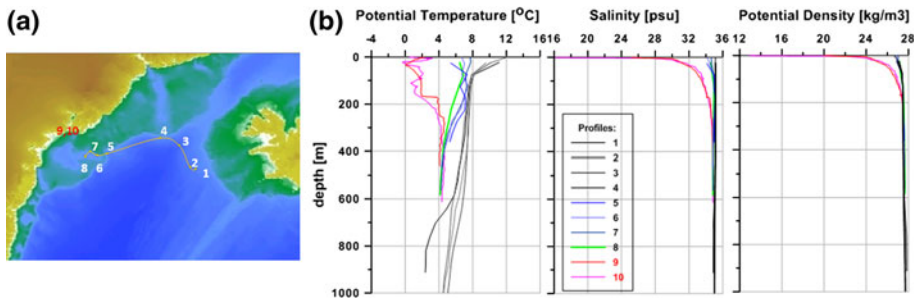 (a)
9,10
4
7
5
3
8
6
2
1
(b)
Potential Temperature [°C]
Salinity [psu]
Potential Density [kg/m3]
-4 0 4 8 12 16
16 20 24 28 32 36
12 16 20 24 28
depth [m]
0
200
400
600
800
1000
Profiles:
1
2
3
4
5
6
7
8
9
10